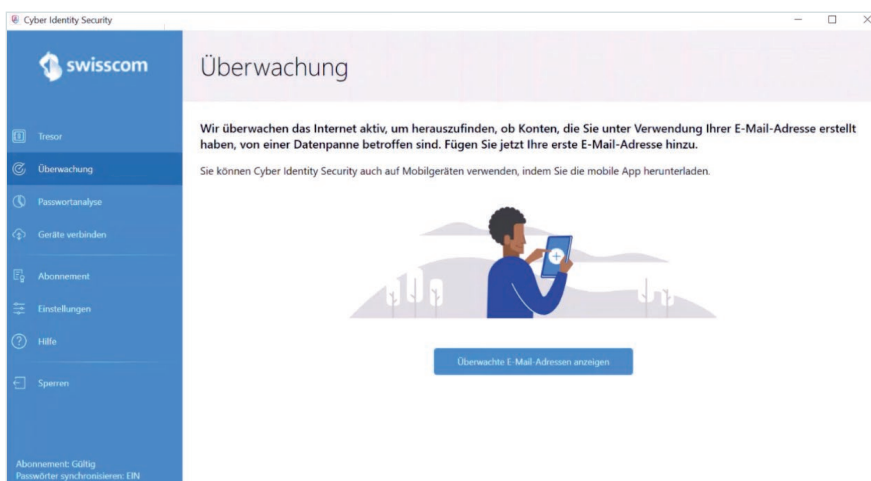 Cyber Identity Security
swisscom
Überwachung
Tresor
Überwachung
Passwortanalyse
Geräte verbinden
Abonnement
Einstellungen
Hilfe
Sperren
Abonnement: Gültig
Passwörter synchronisieren: EIN
Wir überwachen das Internet aktiv, um herauszufinden, ob Konten, die Sie unter Verwendung Ihrer E-Mail-Adresse erstellt
haben, von einer Datenpanne betroffen sind. Fügen Sie jetzt Ihre erste E-Mail-Adresse hinzu.
Sie können Cyber Identity Security auch auf Mobilgeräten verwenden, indem Sie die mobile App herunterladen.
Überwachte E-Mail-Adressen anzeigen